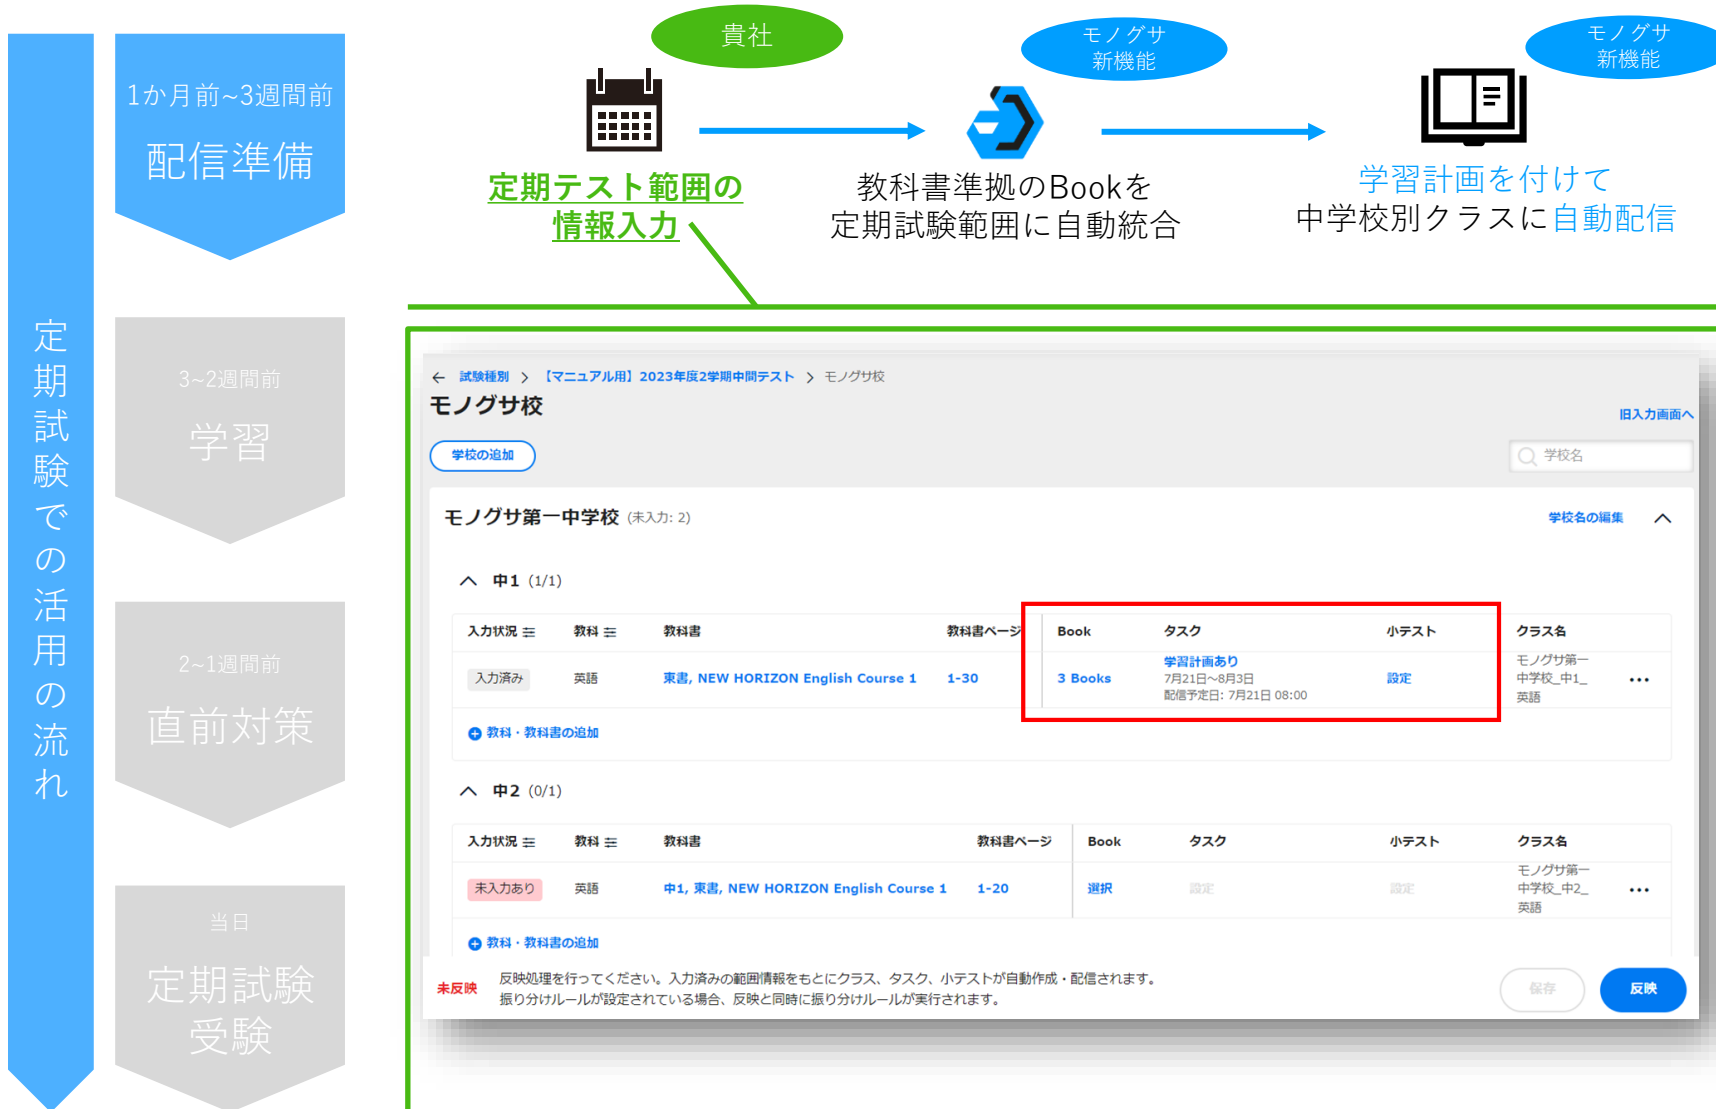 定期試験での活用の流れ
1か月前~3週間前
配信準備
3~2週間前
学習
2~1週間前
直前対策
当日
定期試験
受験
貴社
モノグサ
新機能
モノグサ
新機能
定期テスト範囲の
情報入力
教科書準拠のBookを
定期試験範囲に自動統合
学習計画を付けて
中学校別クラスに自動配信
← 試験種別 > 【マニュアル用】2023年度2学期中間テスト > モノグサ校
モノグサ校
旧入力画面へ
学校の追加
学校名
モノグサ第一中学校 (未入力: 2)
学校名の編集
中1 (1/1)
入力状況 教科 教科書 教科書ページ Book タスク 小テスト クラス名
入力済み 英語 東書, NEW HORIZON English Course 1 1-30 3 Books 学習計画あり
7月21日~8月3日
配信予定日: 7月21日 08:00
設定
モノグサ第一
中学校_中1_
英語
教科・教科書の追加
中2 (0/1)
入力状況 教科 教科書 教科書ページ Book タスク 小テスト クラス名
未入力あり 英語 中1, 東書, NEW HORIZON English Course 1 1-20 選択 設定 設定
モノグサ第一
中学校_中2_
英語
教科・教科書の追加
未反映
反映処理を行ってください。入力済みの範囲情報をもとにクラス、タスク、小テストが自動作成・配信されます。
振り分けルールが設定されている場合、反映と同時に振り分けルールが実行されます。
保存
反映